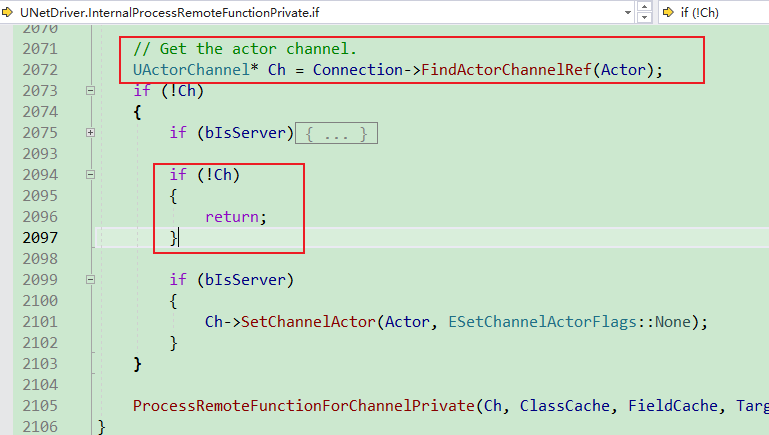 UNetDriver.InternalProcessRemoteFunctionPrivate.if
if (!Ch)
2070
2071 // Get the actor channel.
2072 UActorChannel* Ch = Connection->FindActorChannelRef(Actor);
2073 if (!Ch)
2074 {
2075 if (bIsServer) { ... }
2093
2094 if (!Ch)
2095 {
2096 return;
2097 }
2098
2099 if (bIsServer)
2100 {
2101 Ch->SetChannelActor(Actor, ESetChannelActorFlags::None);
2102 }
2103 }
2104
2105 ProcessRemoteFunctionForChannelPrivate(Ch, ClassCache, FieldCache, Targ
2106 }